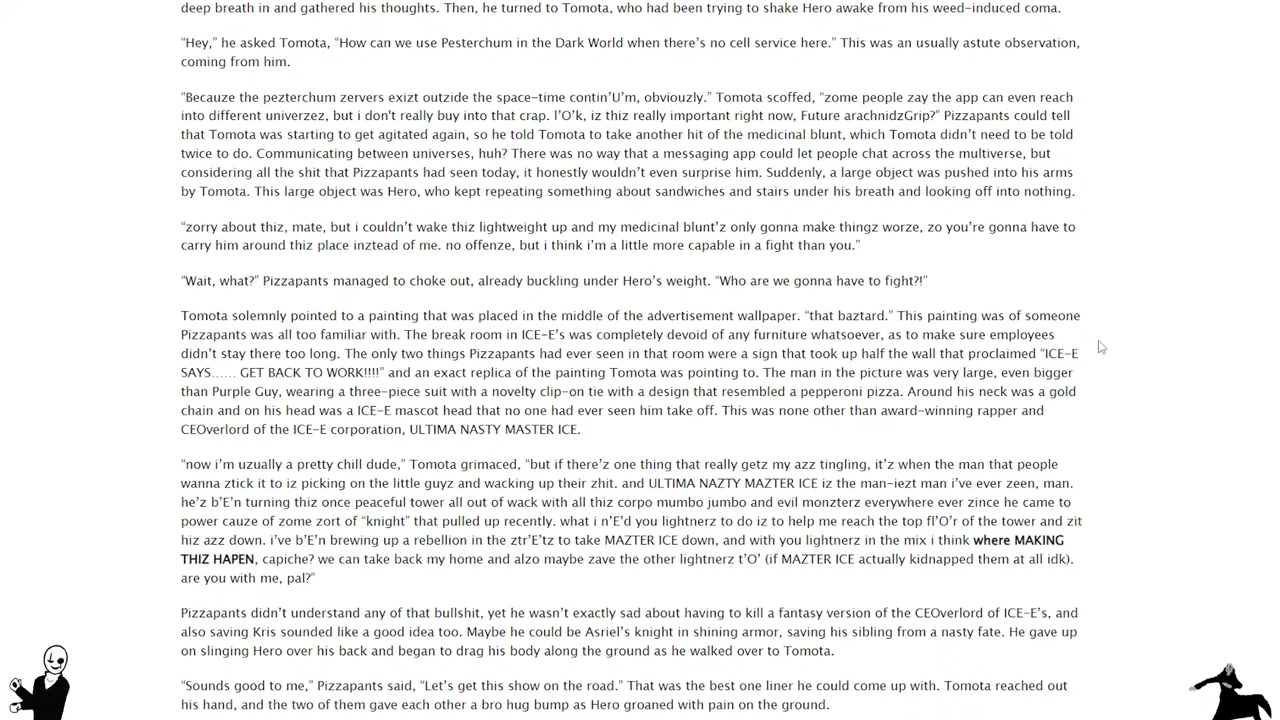 deep breath in and gathered his thoughts. Then, he turned to Tomota, who had been trying to shake Hero awake from his weed-induced coma.
“Hey,” he asked Tomota, “How can we use Pesterchum in the Dark World when there’s no cell service here.” This was an usually astute observation,
coming from him.
“Becauze the pezterchum zervers exizt outzide the space-time contin’U’m, obviouzly.” Tomota scoffed, “zome people zay the app can even reach
into different univerzez, but i don't really buy into that crap. l’O’k, iz thiz really important right now, Future arachnidzGrip?” Pizzapants could tell
that Tomota was starting to get agitated again, so he told Tomota to take another hit of the medicinal blunt, which Tomota didn’t need to be told
twice to do. Communicating between universes, huh? There was no way that a messaging app could let people chat across the multiverse, but
considering all the shit that Pizzapants had seen today, it honestly wouldn’t even surprise him. Suddenly, a large object was pushed into his arms
by Tomota. This large object was Hero, who kept repeating something about sandwiches and stairs under his breath and looking off into nothing.
“zorry about thiz, mate, but i couldn’t wake thiz lightweight up and my medicinal blunt’z only gonna make thingz worze, zo you’re gonna have to
carry him around thiz place inztead of me. no offenze, but i think i’m a little more capable in a fight than you.”
“Wait, what?” Pizzapants managed to choke out, already buckling under Hero’s weight. “Who are we gonna have to fight?!”
Tomota solemnly pointed to a painting that was placed in the middle of the advertisement wallpaper. “that baztard.” This painting was of someone
Pizzapants was all too familiar with. The break room in ICE-E’s was completely devoid of any furniture whatsoever, as to make sure employees
didn’t stay there too long. The only two things Pizzapants had ever seen in that room were a sign that took up half the wall that proclaimed “ICE-E
SAYS…… GET BACK TO WORK!!!!” and an exact replica of the painting Tomota was pointing to. The man in the picture was very large, even bigger
than Purple Guy, wearing a three-piece suit with a novelty clip-on tie with a design that resembled a pepperoni pizza. Around his neck was a gold
chain and on his head was a ICE-E mascot head that no one had ever seen him take off. This was none other than award-winning rapper and
CEOverlord of the ICE-E corporation, ULTIMA NASTY MASTER ICE.
“now i’m uzually a pretty chill dude,” Tomota grimaced, “but if there’z one thing that really getz my azz tingling, it’z when the man that people
wanna ztick it to iz picking on the little guyz and wacking up their zhit. and ULTIMA NAZTY MAZTER ICE iz the man-iezt man i’ve ever zeen, man.
he’z b’E’n turning thiz once peaceful tower all out of wack with all thiz corpo mumbo jumbo and evil monzterz everywhere ever zince he came to
power cauze of zome zort of “knight” that pulled up recently. what i n’E’d you lightnerz to do iz to help me reach the top fl’O’r of the tower and zit
hiz azz down. i’ve b’E’n brewing up a rebellion in the ztr’E’tz to take MAZTER ICE down, and with you lightnerz in the mix i think where MAKING
THIZ HAPEN, capiche? we can take back my home and alzo maybe zave the other lightnerz t’O’ (if MAZTER ICE actually kidnapped them at all idk).
are you with me, pal?”
Pizzapants didn’t understand any of that bullshit, yet he wasn’t exactly sad about having to kill a fantasy version of the CEOverlord of ICE-E’s, and
also saving Kris sounded like a good idea too. Maybe he could be Asriel’s knight in shining armor, saving his sibling from a nasty fate. He gave up
on slinging Hero over his back and began to drag his body along the ground as he walked over to Tomota.
“Sounds good to me,” Pizzapants said, “Let’s get this show on the road.” That was the best one liner he could come up with. Tomota reached out
his hand, and the two of them gave each other a bro hug bump as Hero groaned with pain on the ground.